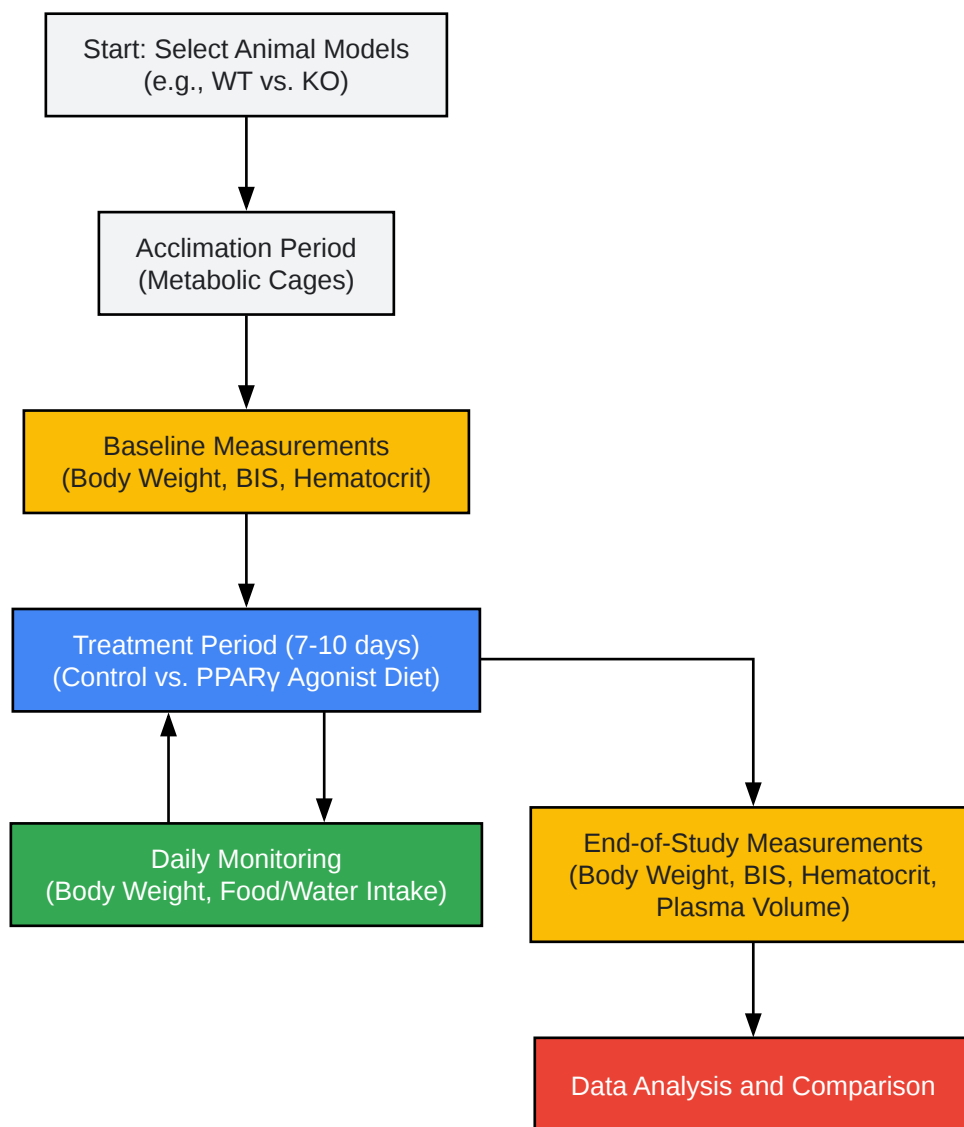 Start: Select Animal Models
(e.g., WT vs. KO)
Acclimation Period
(Metabolic Cages)
Baseline Measurements
(Body Weight, BIS, Hematocrit)
Treatment Period (7-10 days)
(Control vs. PPARγ Agonist Diet)
Daily Monitoring
(Body Weight, Food/Water Intake)
End-of-Study Measurements
(Body Weight, BIS, Hematocrit,
Plasma Volume)
Data Analysis and Comparison